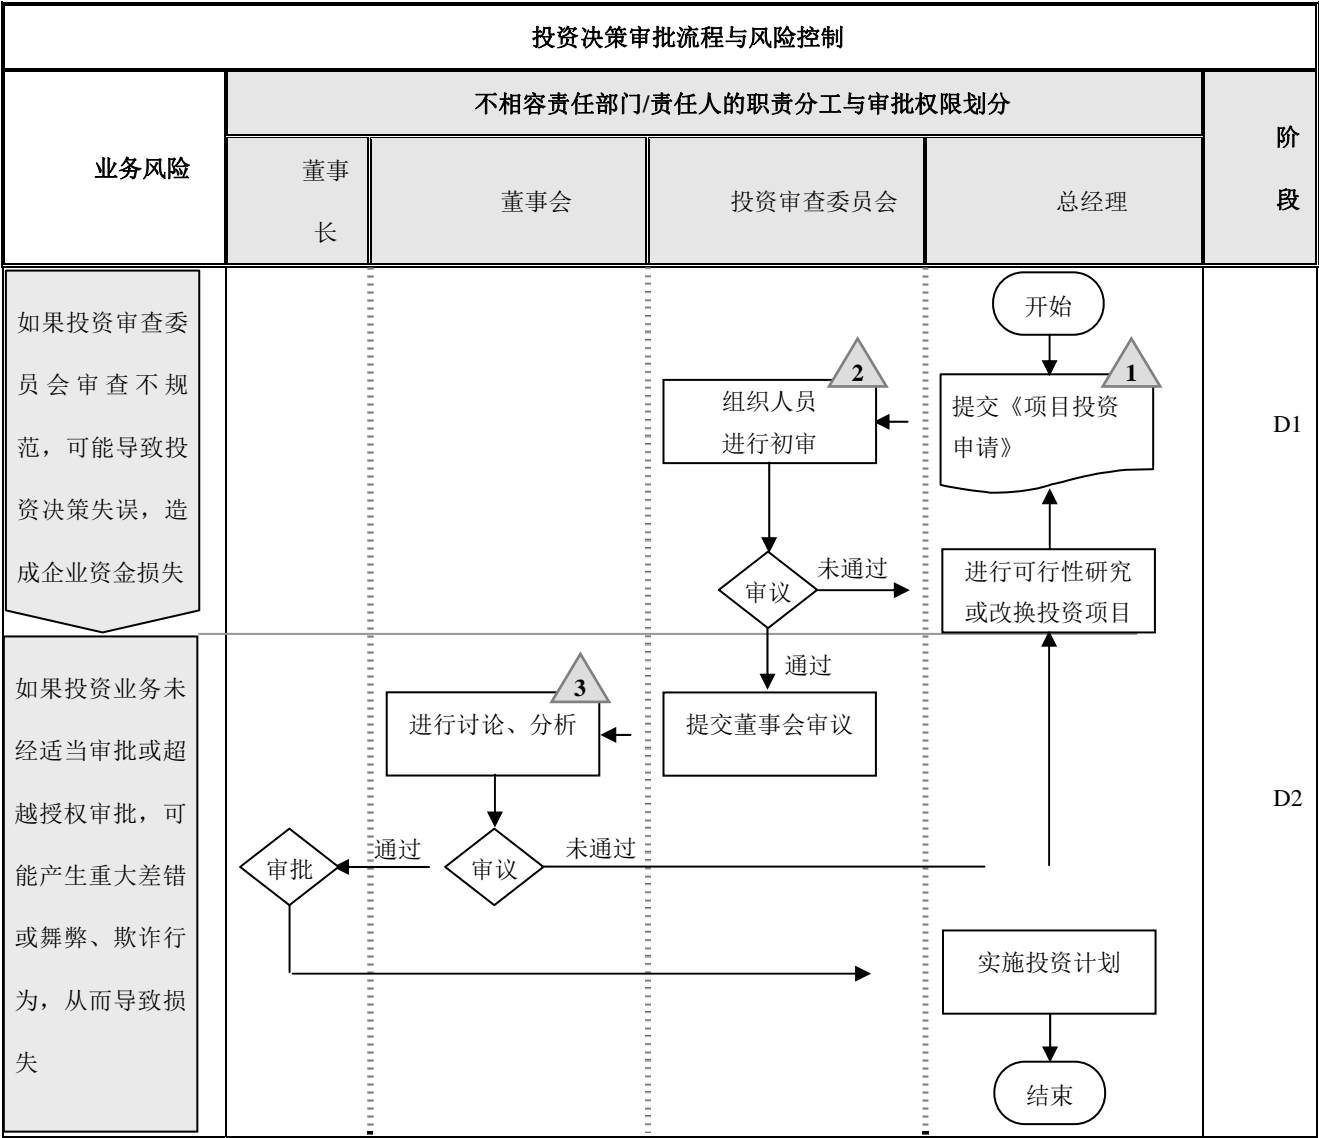 投资决策审批流程与风险控制
业务风险
不相容责任部门/责任人的职责分工与审批权限划分
阶
段
董事
长
董事会
投资审查委员会
总经理
如果投资审查委
员会审查不规
范，可能导致投
资决策失误，造
成企业资金损失
开始
1
提交《项目投资
申请》
2
组织人员
进行初审
D1
审议
未通过
进行可行性研究
或改换投资项目
通过
如果投资业务未
经适当审批或超
越授权审批，可
能产生重大差错
或舞弊、欺诈行
为，从而导致损
失
3
进行讨论、分析
提交董事会审议
D2
审批
通过
审议
未通过
实施投资计划
结束